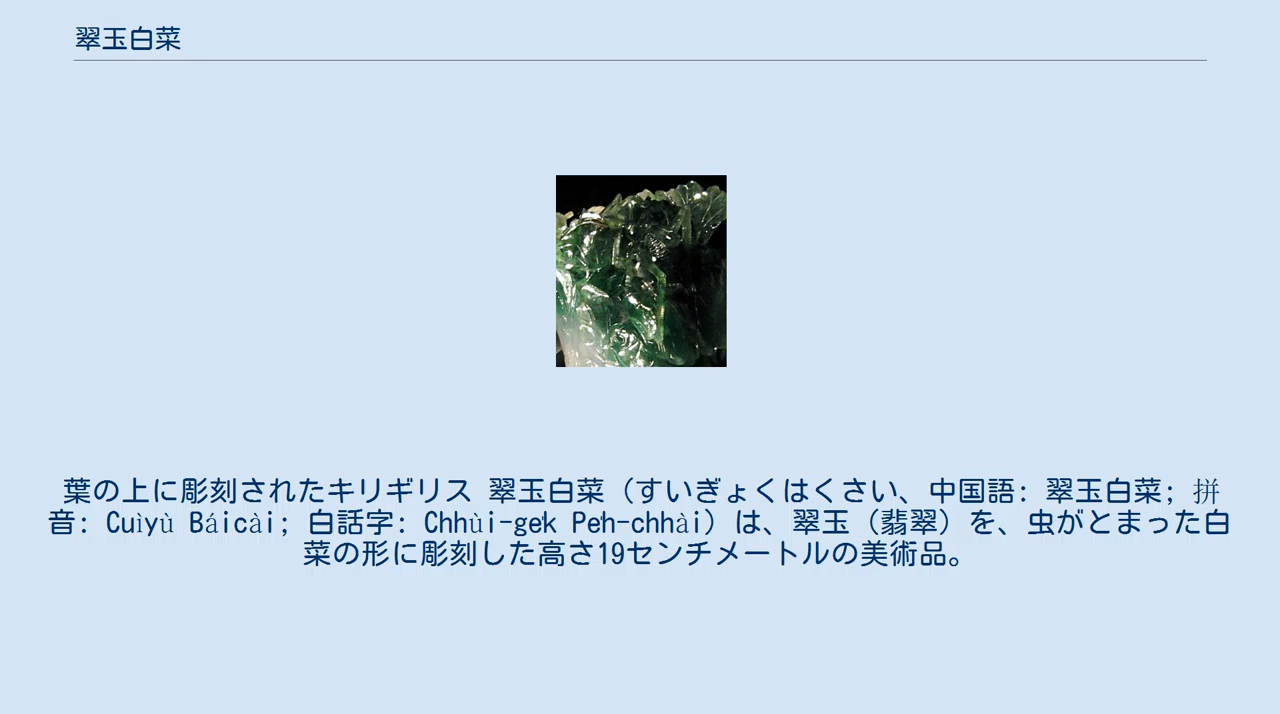 翠玉白菜
葉の上に彫刻されたキリギリス 翠玉白菜（すいぎょくはくさい、中国語: 翠玉白菜; 拼
音: Cuìyù Báicài; 白話字: Chhùi-ge̍k Pe̍h-chhài）は、翠玉（翡翠）を、虫がとまった白
菜の形に彫刻した高さ19センチメートルの美術品。